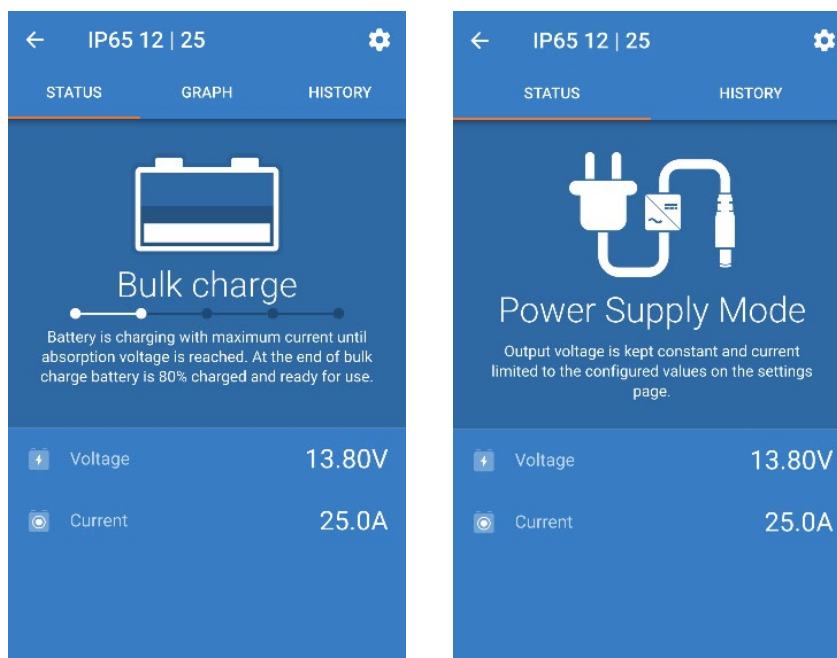 IP65 12 | 25
STATUS GRAPH HISTORY
Bulk charge
Battery is charging with maximum current until
absorption voltage is reached. At the end of bulk
charge battery is 80% charged and ready for use.
Voltage 13.80V
Current 25.0A
IP65 12 | 25
STATUS HISTORY
Power Supply Mode
Output voltage is kept constant and current
limited to the configured values on the settings
page.
Voltage 13.80V
Current 25.0A